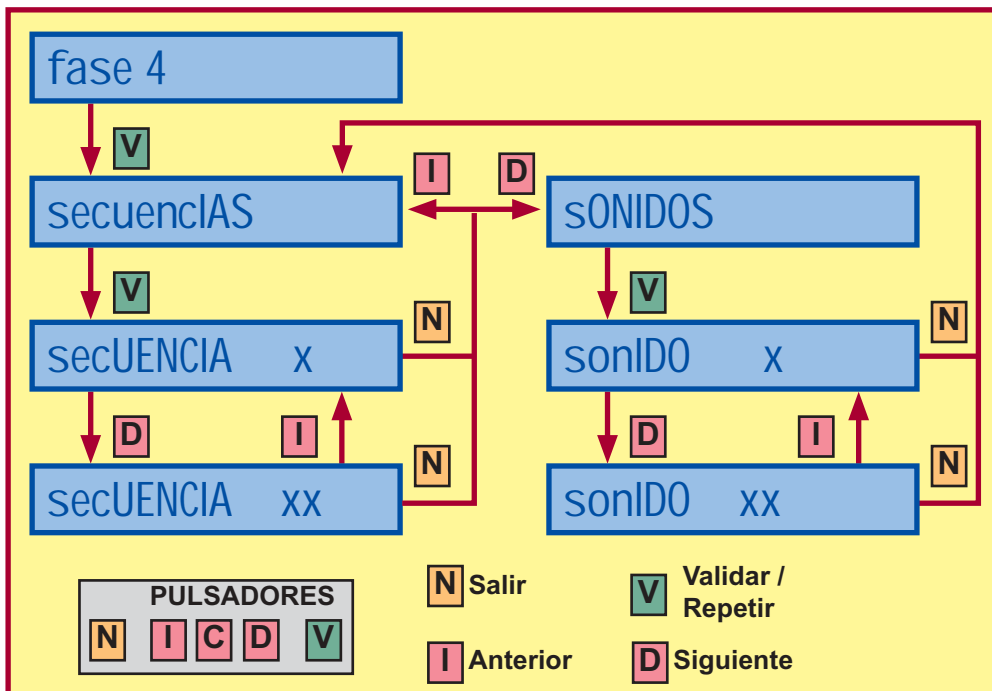 fase 4
V
I D
secuencIAS sONIDOS
V V
N N
secUENCIA x sonIDO x
D I D I
N N
secUENCIA xx sonIDO xx
PULSADORES
N I C D V
N Salir
V Validar /
Repetir
I Anterior
D Siguiente